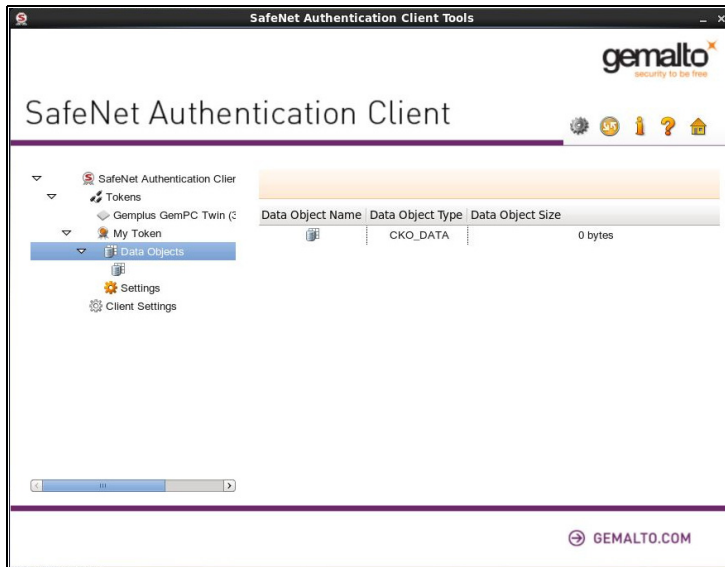 SafeNet Authentication Client Tools
gemalto
security to be free
SafeNet Authentication Client
SafeNet Authentication Clier
Tokens
Gemplus GemPC Twin (3
My Token
Data Objects
Settings
Client Settings
Data Object Name Data Object Type Data Object Size
CKO_DATA 0 bytes
GEMALTO.COM